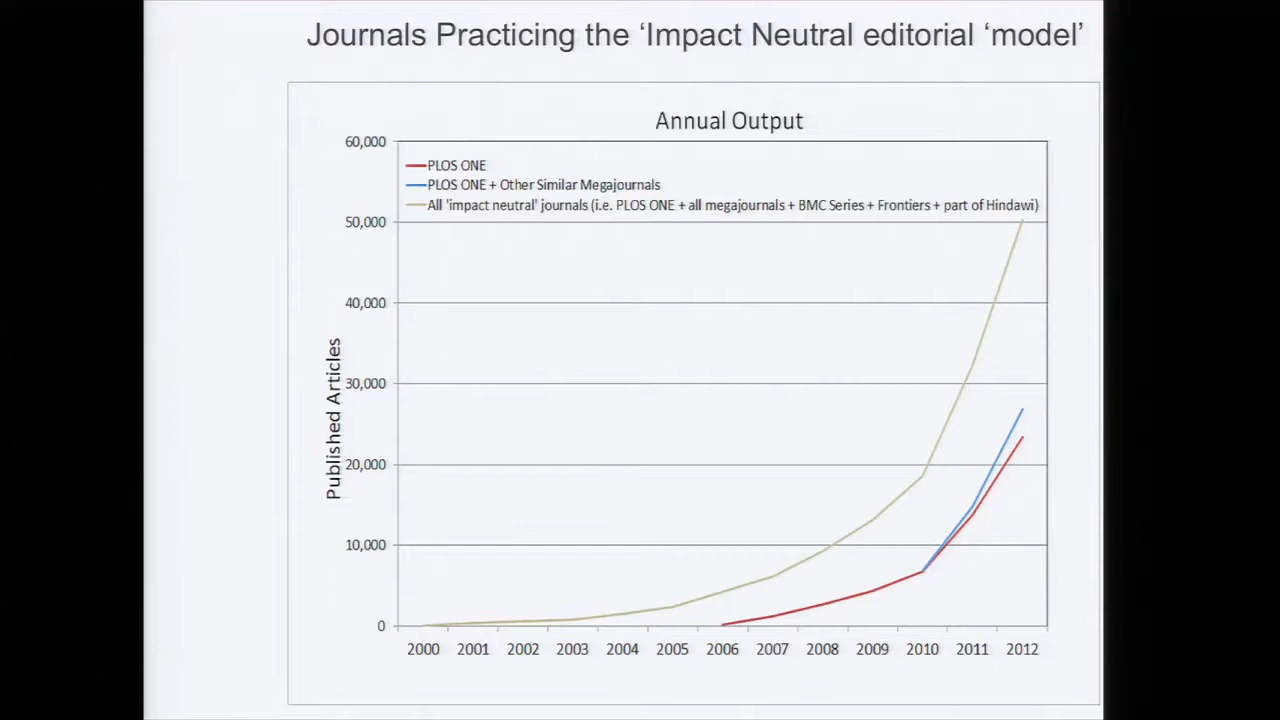 Journals Practicing the ‘Impact Neutral editorial ‘model’
Annual Output
60,000
PLOS ONE
PLOS ONE + Other Similar Megajournals
All 'impact neutral' journals (i.e. PLOS ONE + all megajournals + BMC Series + Frontiers + part of Hindawi)
50,000
40,000
30,000
20,000
10,000
0
Published Articles
2000 2001 2002 2003 2004 2005 2006 2007 2008 2009 2010 2011 2012